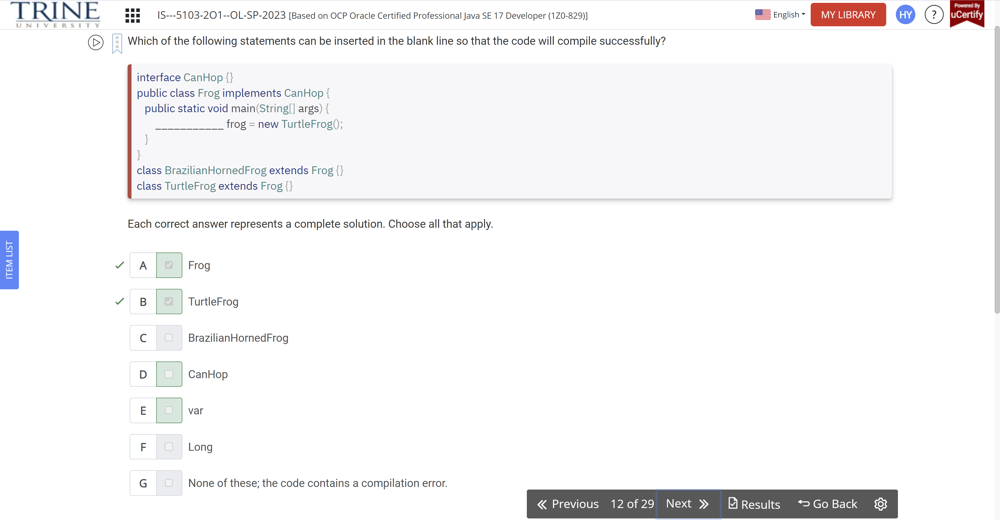 TRINE
UNIVERSITY
IS---5103-2O1--OL-SP-2023 [Based on OCP Oracle Certified Professional Java SE 17 Developer (1Z0-829)]
English
MY LIBRARY
HY
?
Powered By
uCertify
Which of the following statements can be inserted in the blank line so that the code will compile successfully?
interface CanHop {}
public class Frog implements CanHop {
public static void main(String[] args) {
___________ frog = new TurtleFrog();
}
}
class BrazilianHornedFrog extends Frog {}
class TurtleFrog extends Frog {}
Each correct answer represents a complete solution. Choose all that apply.
ITEM LIST
A Frog
B TurtleFrog
C BrazilianHornedFrog
D CanHop
E var
F Long
G None of these; the code contains a compilation error.
Previous 12 of 29 Next Results Go Back